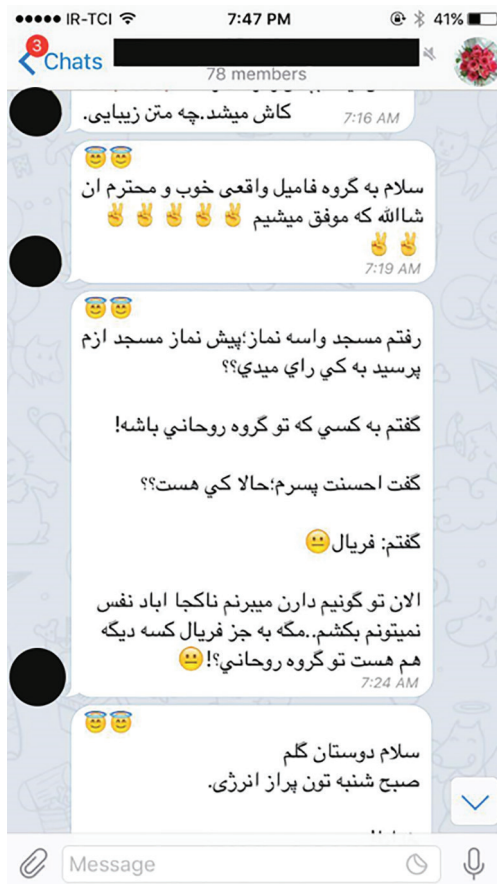 IR-TCI 7:47 PM 41%
3
Chats
78 members
کاش میشد.چه متن زیبایی.
7:16 AM
😇😇
سلام به گروه فامیل واقعی خوب و محترم ان
شاالله که موفق میشیم ✌✌✌✌✌
✌✌
7:19 AM
😇😇
رفتم مسجد واسه نماز؛پیش نماز مسجد ازم
پرسید به کي راي میدي؟؟
گفتم به کسي که تو گروه روحاني باشه!
گفت احسنت پسرم؛حالا کي هست؟؟
گفتم: فریال😐
الان تو گونیم دارن میبرنم ناکجا اباد نفس
نمیتونم بکشم..مگه به جز فریال کسه دیگه
هم هست تو گروه روحاني؟!😐
7:24 AM
😇😇
سلام دوستان گلم
صبح شنبه تون پراز انرژی.
Message